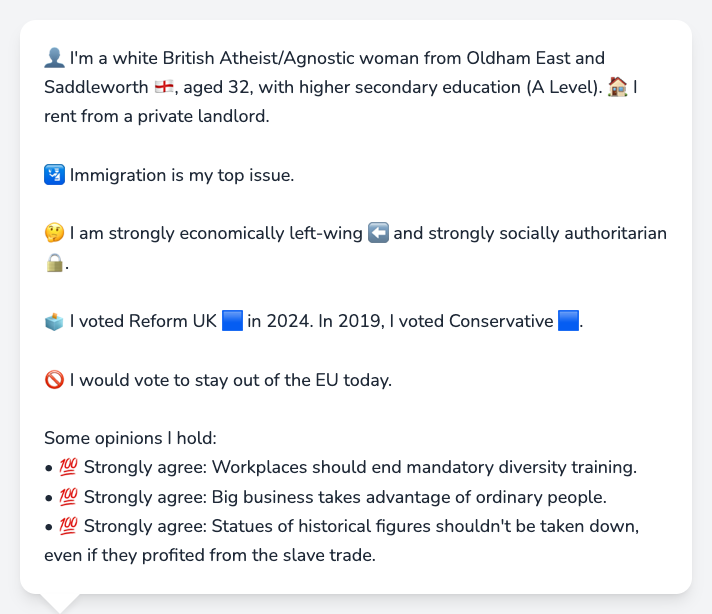 👤 I'm a white British Atheist/Agnostic woman from Oldham East and
Saddleworth 🏴󠁧󠁢󠁥󠁮󠁧󠁿, aged 32, with higher secondary education (A Level). 🏠 I
rent from a private landlord.
🛂 Immigration is my top issue.
🤔 I am strongly economically left-wing ⬅️ and strongly socially authoritarian
🔒.
🗳️ I voted Reform UK 🟦 in 2024. In 2019, I voted Conservative 🟦.
🚫 I would vote to stay out of the EU today.
Some opinions I hold:
• 💯 Strongly agree: Workplaces should end mandatory diversity training.
• 💯 Strongly agree: Big business takes advantage of ordinary people.
• 💯 Strongly agree: Statues of historical figures shouldn't be taken down,
even if they profited from the slave trade.